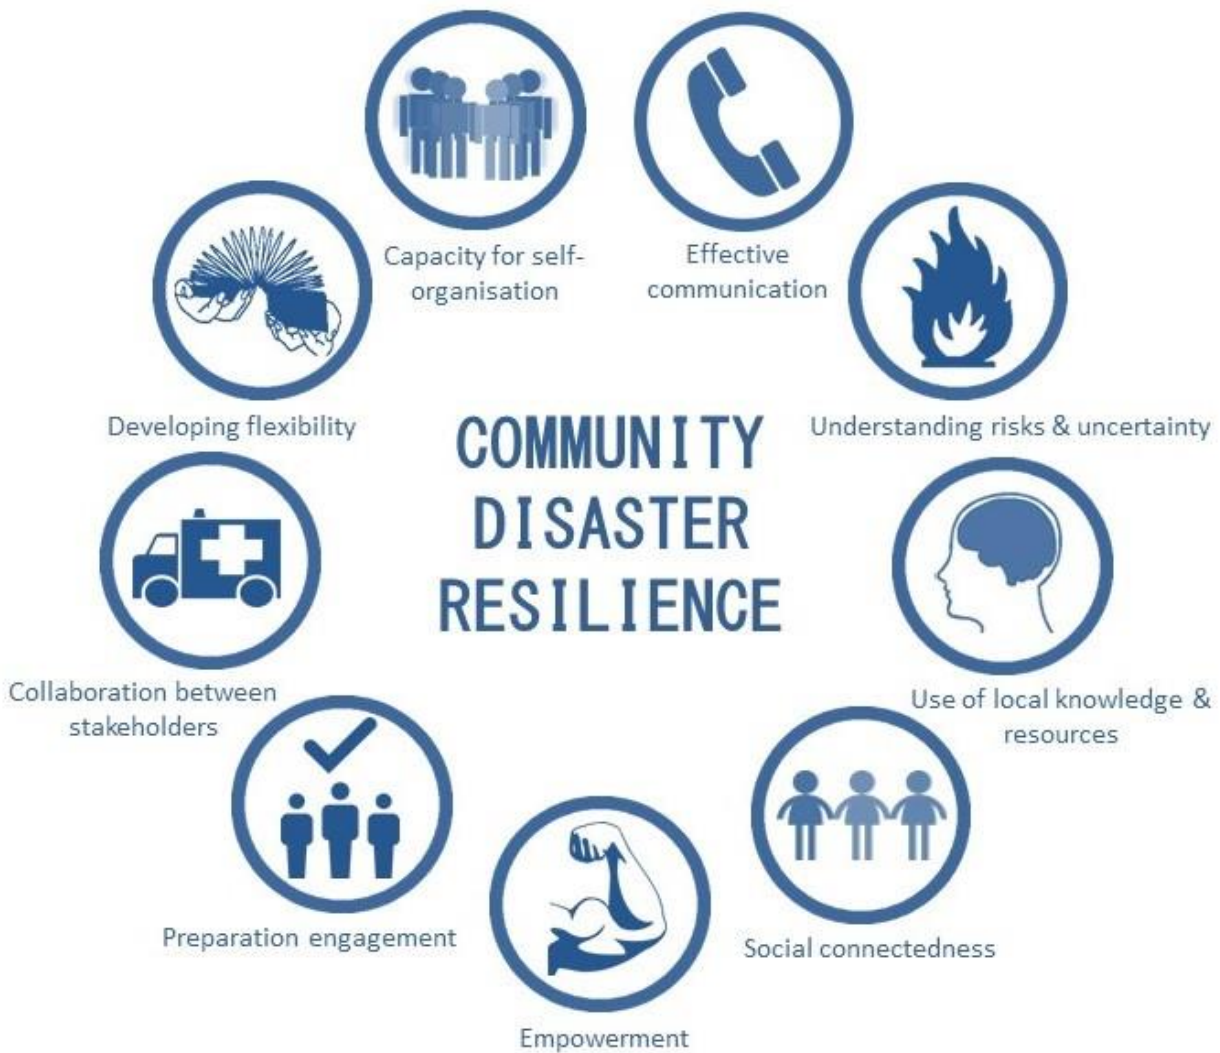 Capacity for self-
organisation
Effective
communication
Developing flexibility
Understanding risks & uncertainty
COMMUNITY
DISASTER
RESILIENCE
Collaboration between
stakeholders
Use of local knowledge &
resources
Preparation engagement
Social connectedness
Empowerment